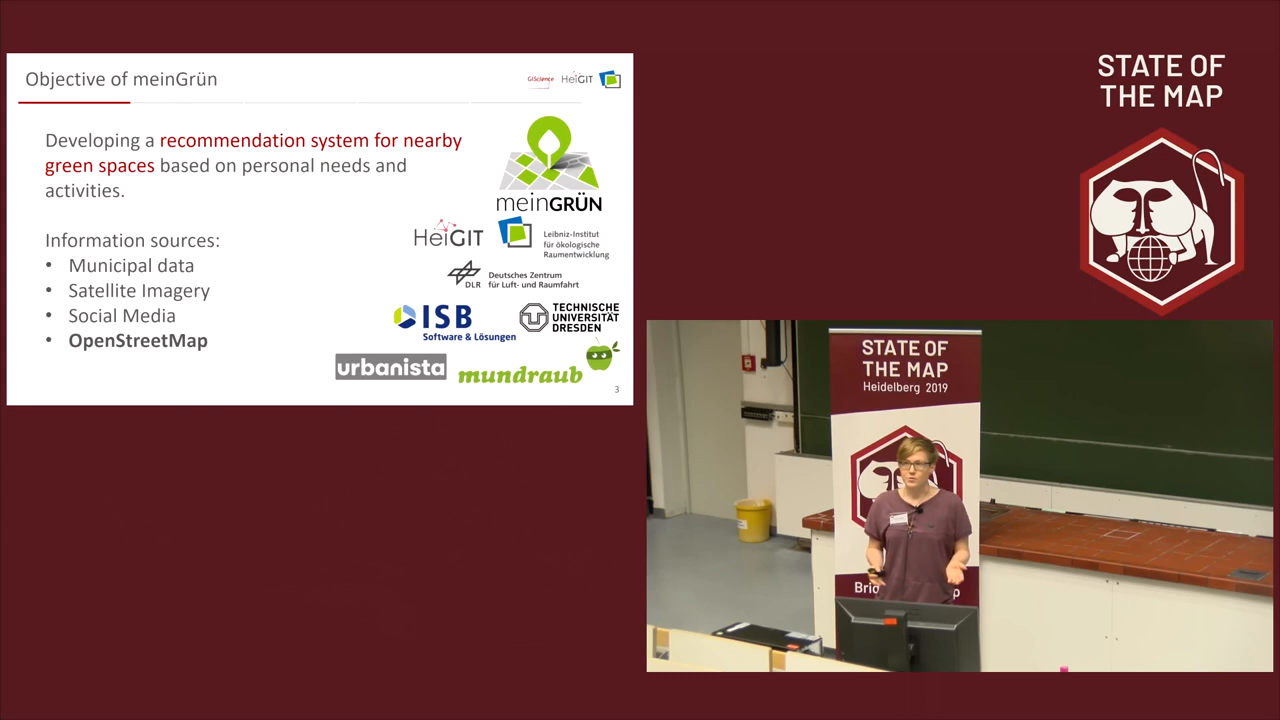 Objective of meinGrün
GIScience HeiGIT
Developing a recommendation system for nearby
green spaces based on personal needs and
activities.
Information sources:
• Municipal data
• Satellite Imagery
• Social Media
• OpenStreetMap
meinGRÜN
HeiGIT
Leibniz-Institut
für ökologische
Raumentwicklung
DLR
Deutsches Zentrum
für Luft- und Raumfahrt
ISB
Software & Lösungen
TECHNISCHE
UNIVERSITÄT
DRESDEN
urbanista
mundraub
3
STATE OF
THE MAP
STATE OF
THE MAP
Heidelberg 2019